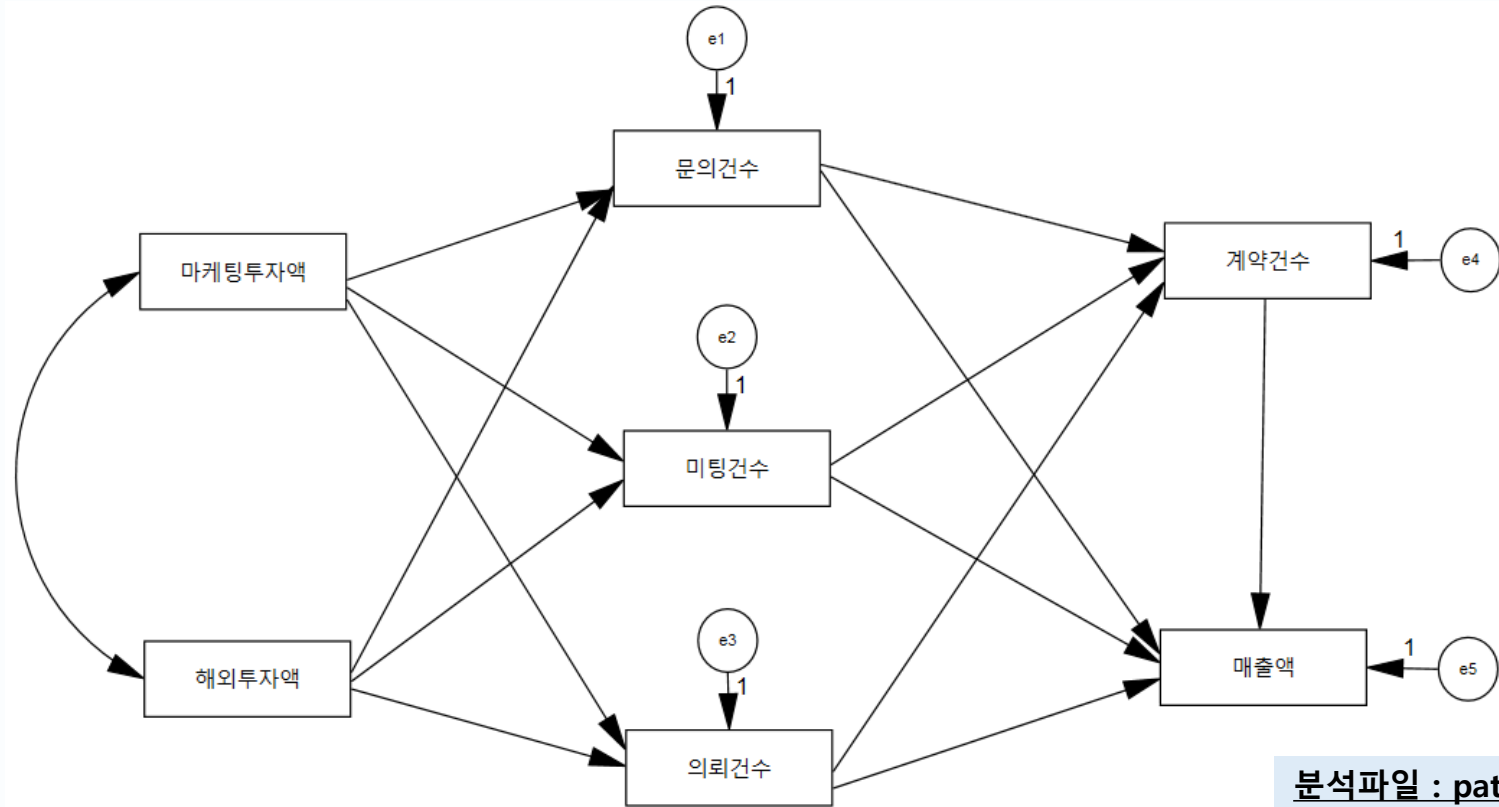 e1
1
문의건수
마케팅투자액
계약건수
1
e4
e2
1
미팅건수
e3
1
해외투자액
매출액
1
e5
의뢰건수
분석파일 : pat